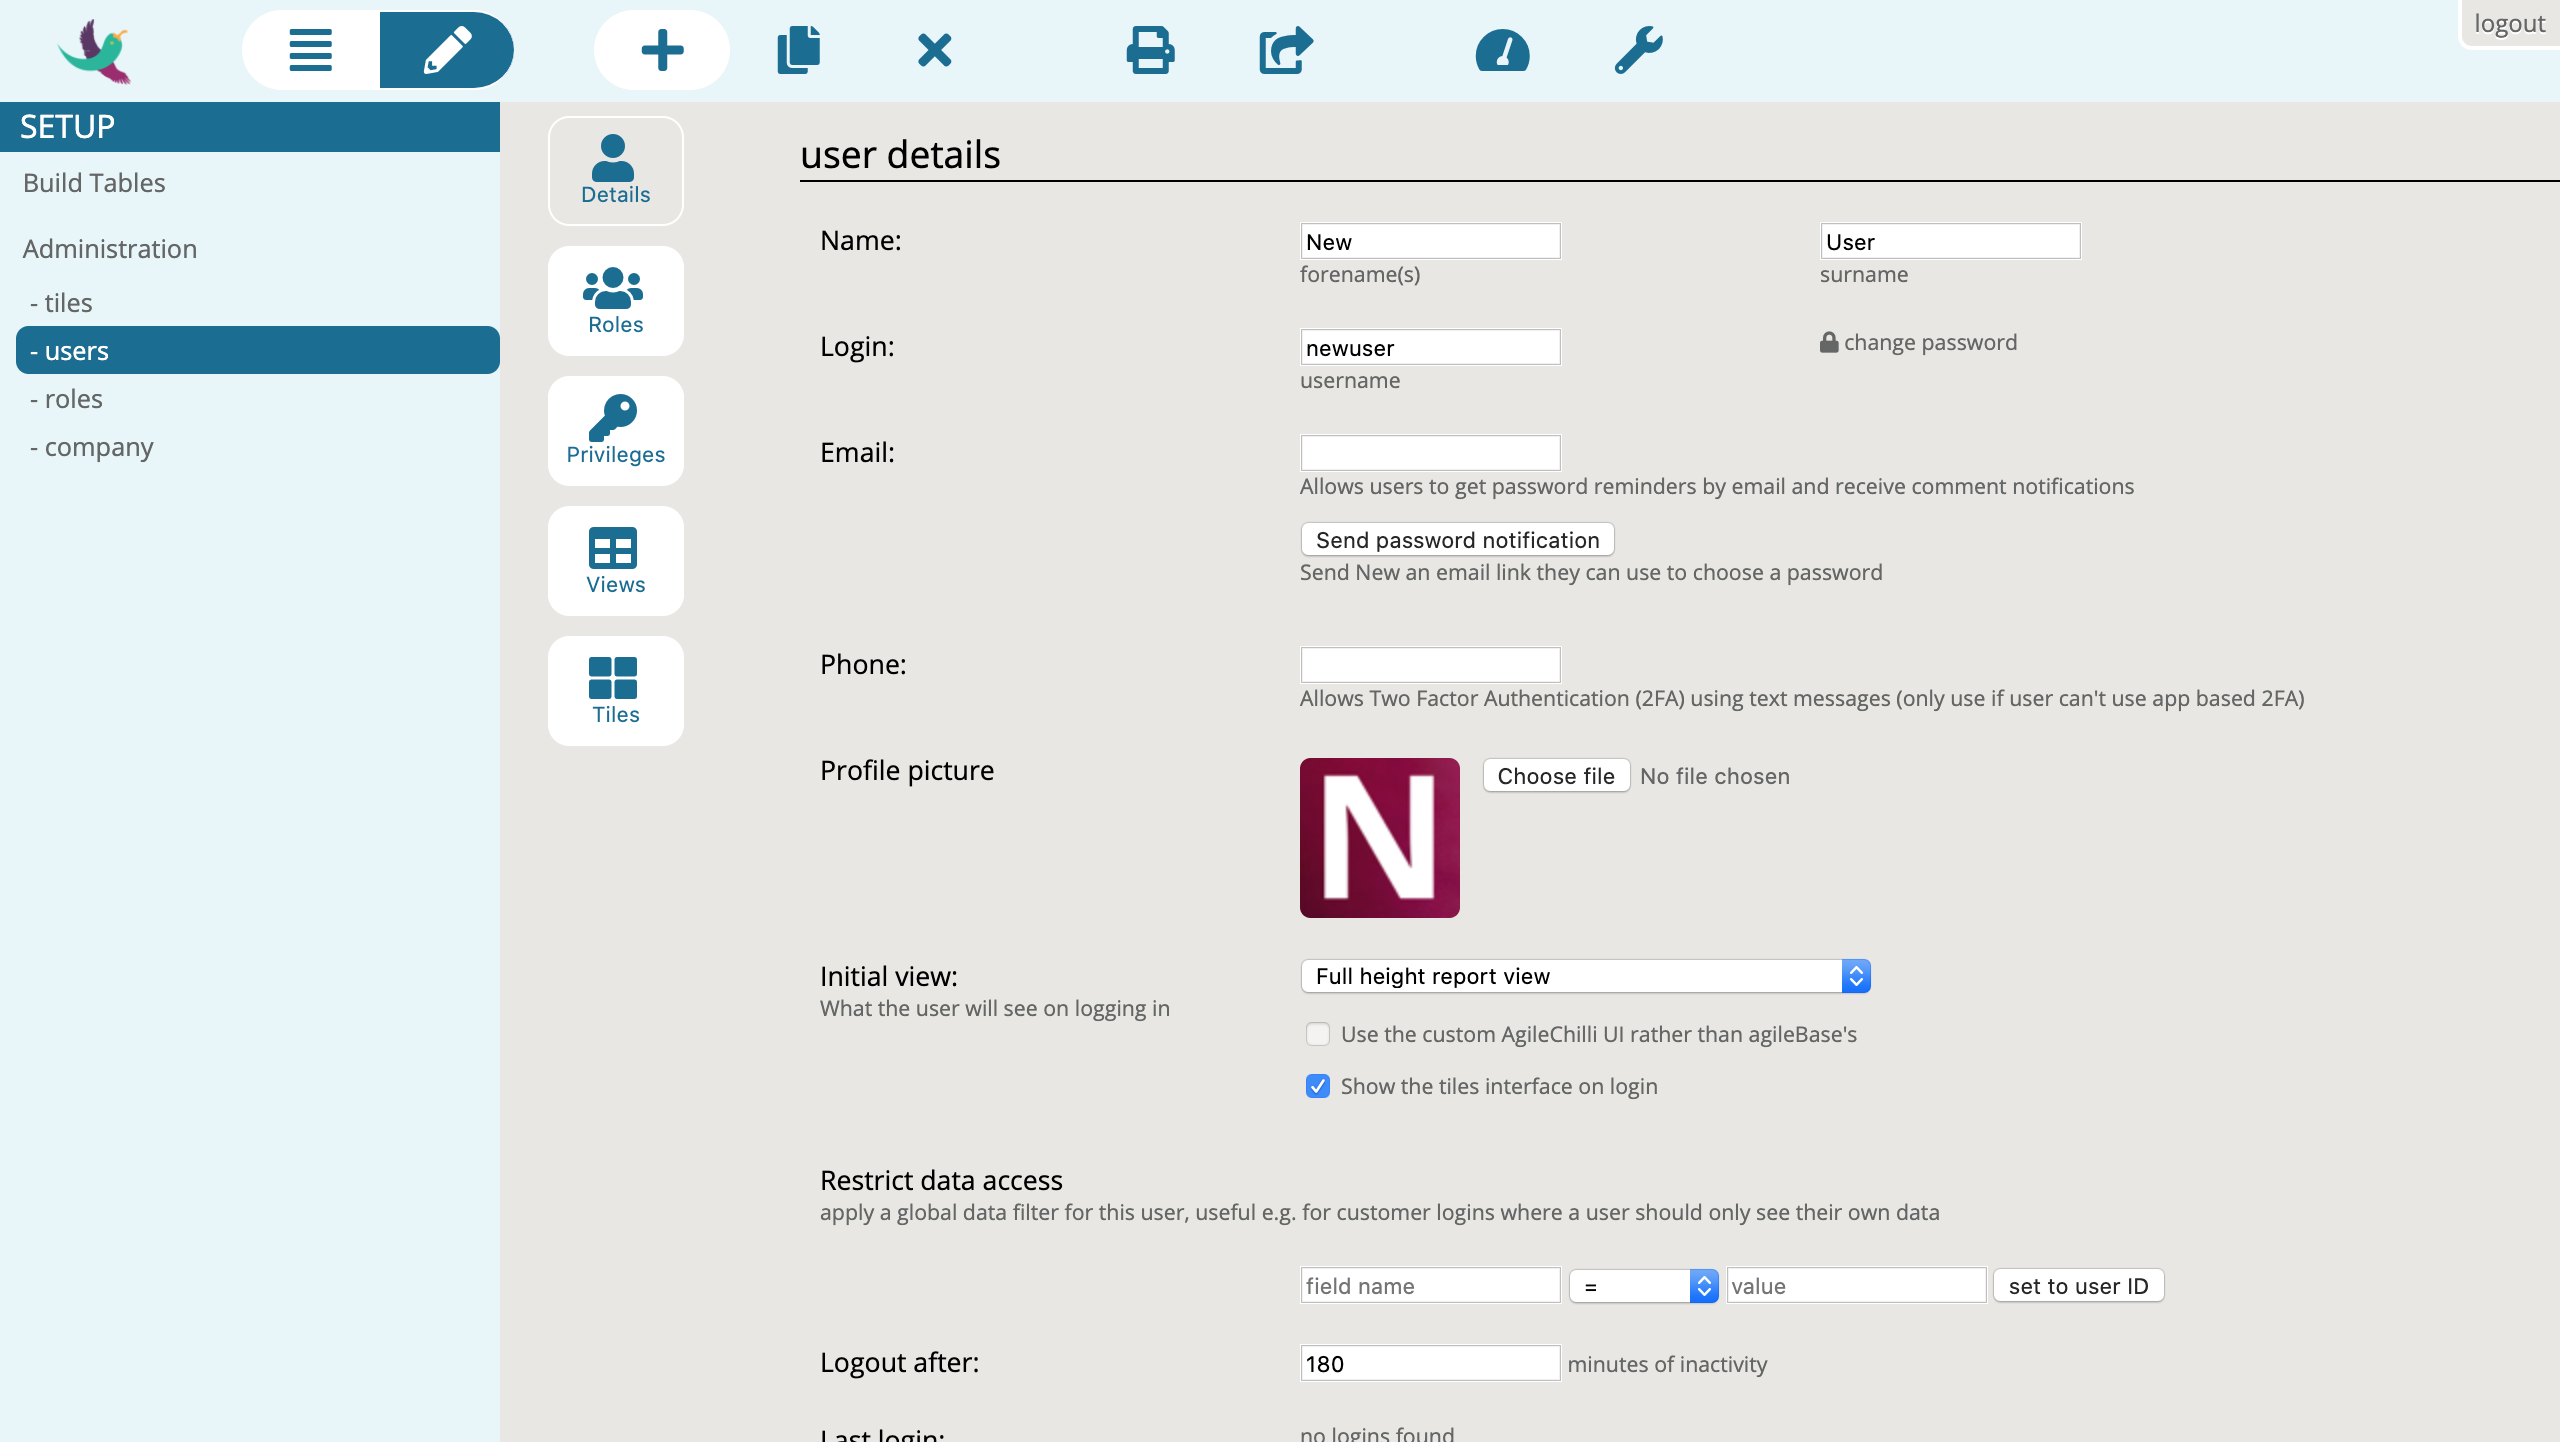 logout
SETUP
Build Tables
Administration
- tiles
- users
- roles
- company
Details
Roles
Privileges
Views
Tiles
user details
Name:
New
User
forename(s)
surname
Login:
newuser
change password
username
Email:
Allows users to get password reminders by email and receive comment notifications
Send password notification
Send New an email link they can use to choose a password
Phone:
Allows Two Factor Authentication (2FA) using text messages (only use if user can't use app based 2FA)
Profile picture
N
Choose file No file chosen
Initial view:
Full height report view
What the user will see on logging in
Use the custom AgileChilli UI rather than agileBase's
Show the tiles interface on login
Restrict data access
apply a global data filter for this user, useful e.g. for customer logins where a user should only see their own data
field name = value set to user ID
Logout after:
180 minutes of inactivity
Last login:
no logins found